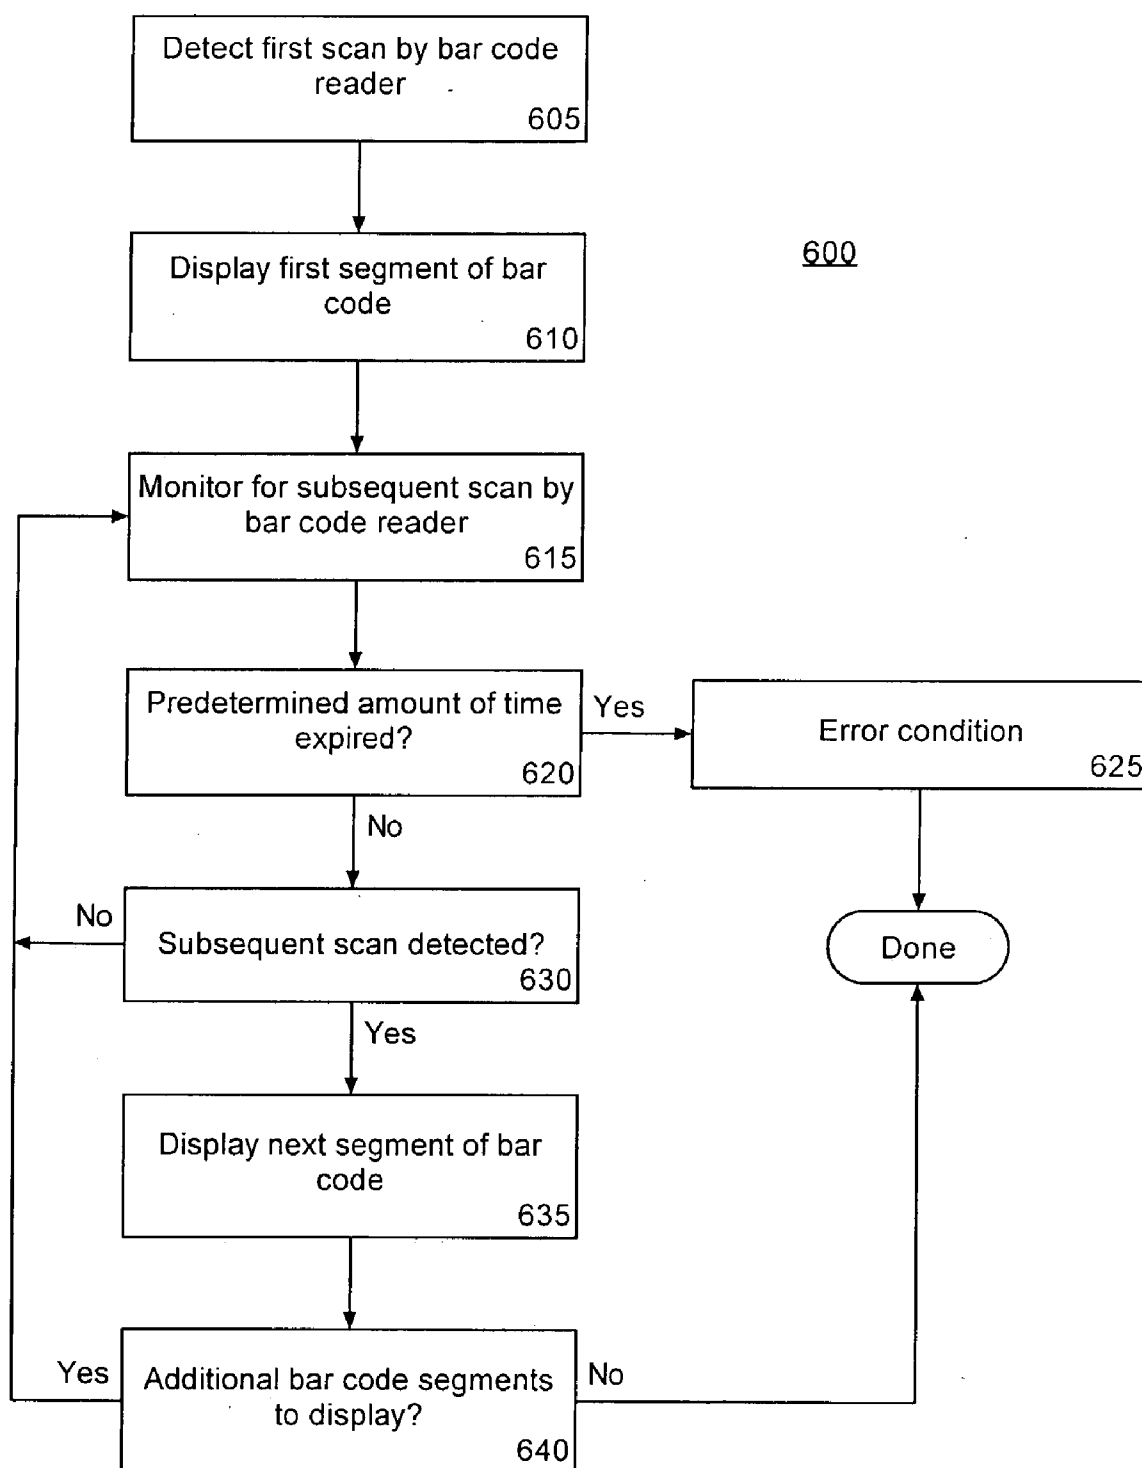 Detect first scan by bar code
reader
605
600
Display first segment of bar
code
610
Monitor for subsequent scan by
bar code reader
615
Predetermined amount of time
expired?
620
Yes
Error condition
625
No
No
Subsequent scan detected?
630
Done
Yes
Display next segment of bar
code
635
Yes
Additional bar code segments
to display?
640
No